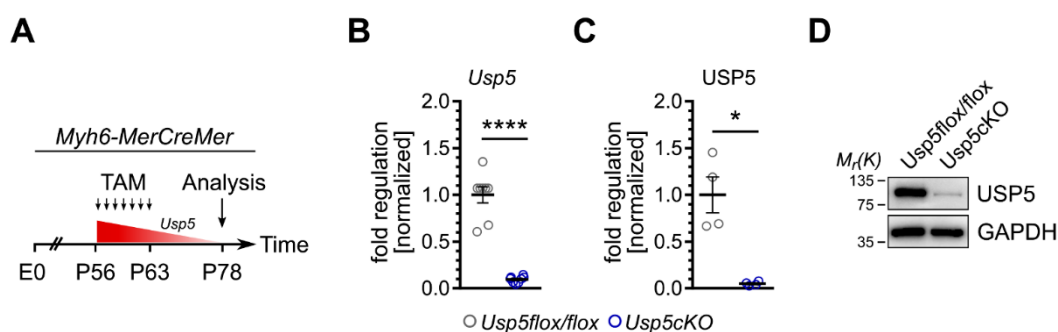 A
Myh6-MerCreMer
TAM
Analysis
Usp5
Time
E0
P56
P63
P78
B
Usp5
fold regulation
[normalized]
2.0
1.5
1.0
0.5
0.0
****
C
USP5
fold regulation
[normalized]
2.0
1.5
1.0
0.5
0.0
*
Usp5flox/flox
Usp5cKO
D
Usp5flox/flox
Usp5cKO
Mr(K)
135
75
USP5
35
GAPDH